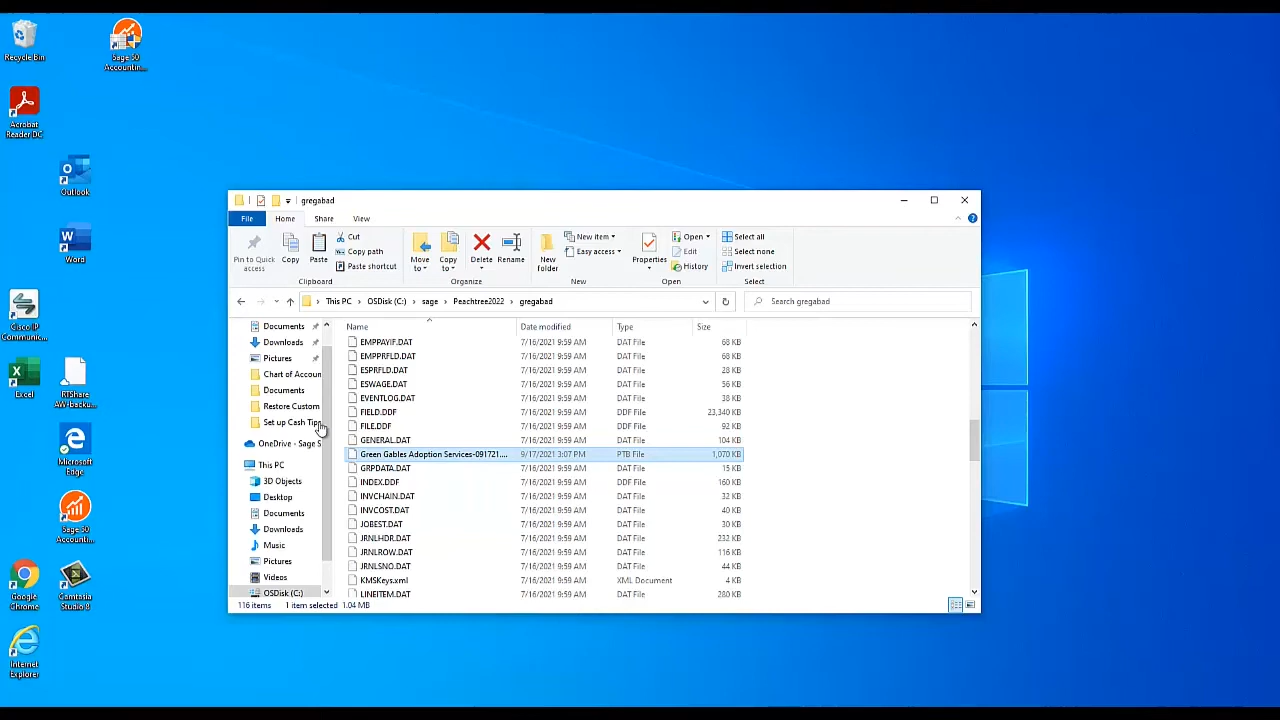 Recycle Bin
Sage 50
Accountin...
Acrobat
Reader DC
Outlook
Word
Cisco IP
Communic...
Excel
RTShare
AW-backu...
Microsoft
Edge
Sage 50
Accounti...
Google
Chrome
Camtasia
Studio 8
Internet
Explorer
gregabad
File Home Share View
Pin to Quick
access
Copy
Paste
Cut
Copy path
Paste shortcut
Clipboard
Move
to
Copy
to
Delete
Rename
Organize
New
folder
New item
Easy access
New
Properties
Open
Edit
History
Open
Select all
Select none
Invert selection
Select
This PC > OSDisk (C:) > sage > Peachtree2022 > gregabad
Search gregabad
Documents
Downloads
Pictures
Chart of Accoun
Documents
Restore Custom
Set up Cash Tips
OneDrive - Sage S
This PC
3D Objects
Desktop
Documents
Downloads
Music
Pictures
Videos
OSDisk (C:)
Name Date modified Type Size
EMPPAYIF.DAT 7/16/2021 9:59 AM DAT File 68 KB
EMPPRFLD.DAT 7/16/2021 9:59 AM DAT File 68 KB
ESPRFLD.DAT 7/16/2021 9:59 AM DAT File 28 KB
ESWAGE.DAT 7/16/2021 9:59 AM DAT File 56 KB
EVENTLOG.DAT 7/16/2021 9:59 AM DAT File 38 KB
FIELD.DDF 7/16/2021 9:59 AM DDF File 23,340 KB
FILE.DDF 7/16/2021 9:59 AM DDF File 92 KB
GENERAL.DAT 7/16/2021 9:59 AM DAT File 104 KB
Green Gables Adoption Services-091721.... 9/17/2021 3:07 PM PTB File 1,070 KB
GRPDATA.DAT 7/16/2021 9:59 AM DAT File 15 KB
INDEX.DDF 7/16/2021 9:59 AM DDF File 160 KB
INVCHAIN.DAT 7/16/2021 9:59 AM DAT File 32 KB
INVCOST.DAT 7/16/2021 9:59 AM DAT File 40 KB
JOBEST.DAT 7/16/2021 9:59 AM DAT File 30 KB
JRNLHDR.DAT 7/16/2021 9:59 AM DAT File 232 KB
JRNLROW.DAT 7/16/2021 9:59 AM DAT File 116 KB
JRNLSNO.DAT 7/16/2021 9:59 AM DAT File 44 KB
KMSKeys.xml 7/16/2021 9:59 AM XML Document 4 KB
LINEITEM.DAT 7/16/2021 9:59 AM DAT File 280 KB
116 items 1 item selected 1.04 MB